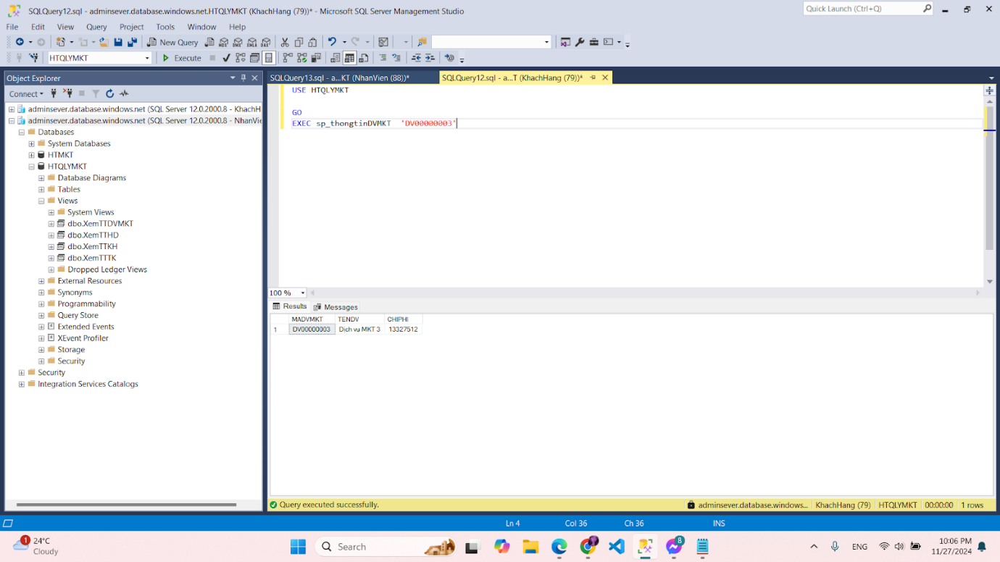 SQLQuery12.sql - adminsever.database.windows.net.HTQLYMKT (KhachHang (79))* - Microsoft SQL Server Management Studio
Quick Launch (Ctrl+Q)
File Edit View Query Project Tools Window Help
New Query
HTQLYMKT Execute
Object Explorer
SQLQuery13.sql - a...KT (NhanVien (88))*
SQLQuery12.sql - a...T (KhachHang (79))*
Connect
adminsever.database.windows.net (SQL Server 12.0.2000.8 - KhachH
adminsever.database.windows.net (SQL Server 12.0.2000.8 - NhanVie
Databases
System Databases
HTMKT
HTQLYMKT
Database Diagrams
Tables
Views
System Views
dbo.XemTTDVMKT
dbo.XemTTHD
dbo.XemTTKH
dbo.XemTTTK
Dropped Ledger Views
External Resources
Synonyms
Programmability
Query Store
Extended Events
XEvent Profiler
Storage
Security
Security
Integration Services Catalogs
USE HTQLYMKT
GO
EXEC sp_thongtinDVMKT 'DV00000003'
100 %
Results Messages
MADVMKT TENDV CHIPHI
1 DV00000003 Dich vu MKT 3 13327512
Query executed successfully.
adminsever.database.windows... KhachHang (79) HTQLYMKT 00:00:00 1 rows
Ln 4 Col 36 Ch 36 INS
1
24°C
Cloudy
Search
8
ENG
10:06 PM
11/27/2024